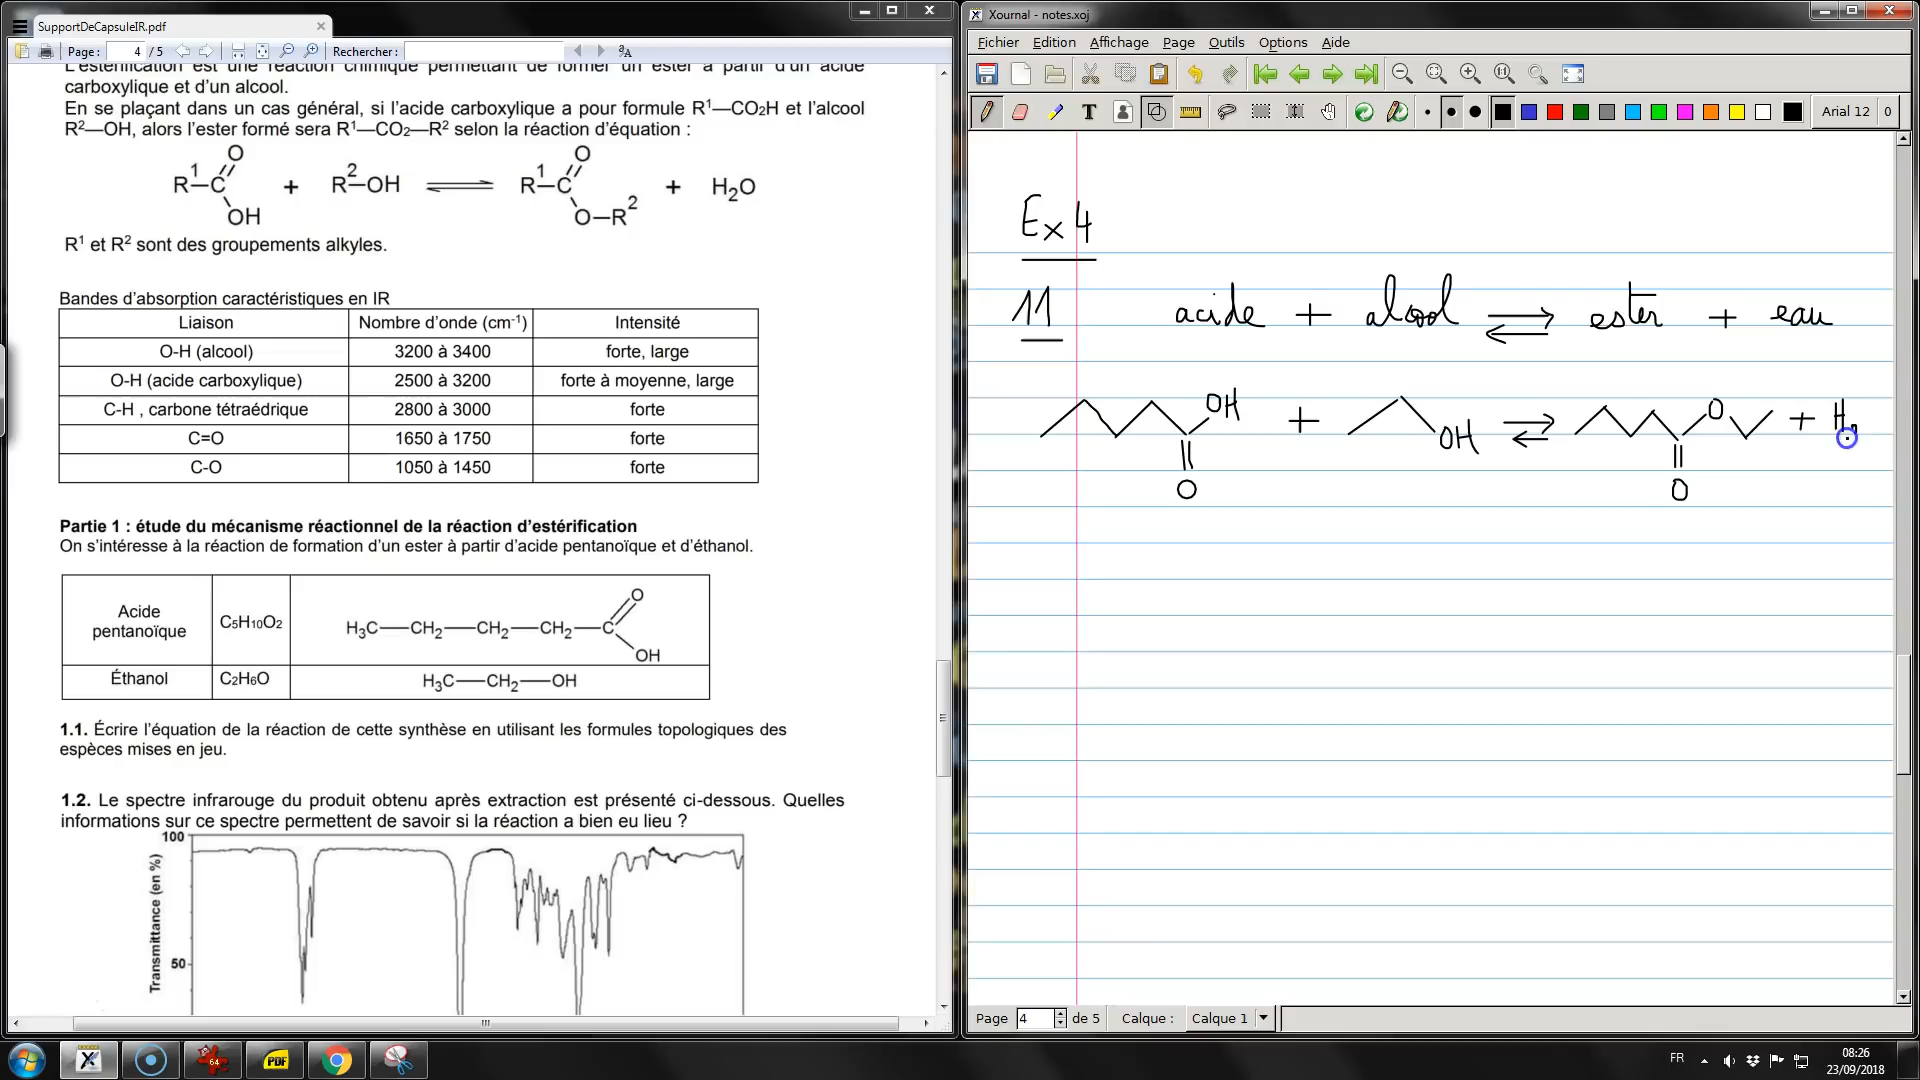 SupportDeCapsuleIR.pdf
Page : 4 / 5 Rechercher :
L'estérification est une réaction chimique permettant de former un ester à partir d'un acide
carboxylique et d'un alcool.
En se plaçant dans un cas général, si l'acide carboxylique a pour formule R¹—CO2H et l'alcool
R²—OH, alors l'ester formé sera R¹—CO2—R² selon la réaction d'équation :
R¹—C O OH + R²—OH ⇌ R¹—C O O—R² + H₂O
R¹ et R² sont des groupements alkyles.
Bandes d'absorption caractéristiques en IR
Liaison Nombre d'onde (cm⁻¹) Intensité
O-H (alcool) 3200 à 3400 forte, large
O-H (acide carboxylique) 2500 à 3200 forte à moyenne, large
C-H , carbone tétraédrique 2800 à 3000 forte
C=O 1650 à 1750 forte
C-O 1050 à 1450 forte
Partie 1 : étude du mécanisme réactionnel de la réaction d'estérification
On s'intéresse à la réaction de formation d'un ester à partir d'acide pentanoïque et d'éthanol.
Acide pentanoïque C5H10O2 H₃C—CH₂—CH₂—CH₂—C O OH
Éthanol C2H6O H₃C—CH₂—OH
1.1. Écrire l'équation de la réaction de cette synthèse en utilisant les formules topologiques des
espèces mises en jeu.
1.2. Le spectre infrarouge du produit obtenu après extraction est présenté ci-dessous. Quelles
informations sur ce spectre permettent de savoir si la réaction a bien eu lieu ?
100
Transmittance (en %)
50
Xournal - notes.xoj
Fichier Edition Affichage Page Outils Options Aide
T Arial 12 0
Ex 4
11 acide + alcool ⇌ ester + eau
OH + OH ⇌ O + H
O O
Page 4 de 5 Calque : Calque 1
64 PDF
FR 08:26
23/09/2018